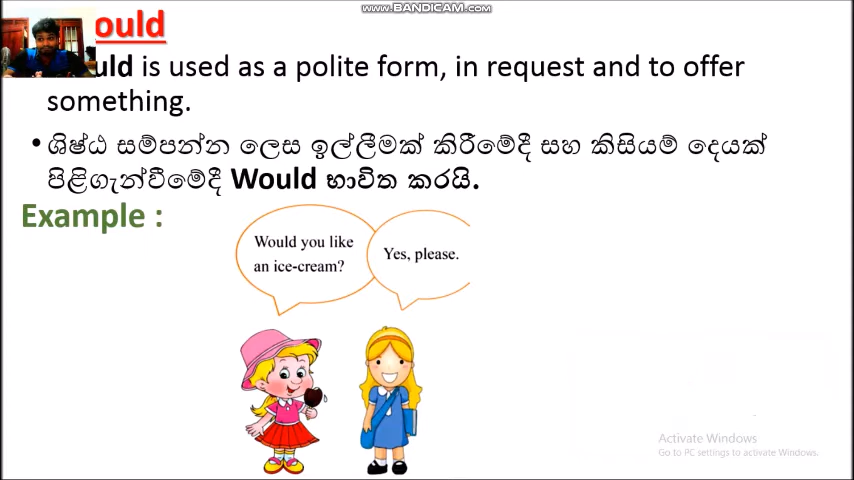 WWW.BANDICAM.COM
ould
ould is used as a polite form, in request and to offer
something.
• ශිෂ්ඨ සම්පන්න ලෙස ඉල්ලීමක් කිරීමේදී සහ කිසියම් දෙයක්
පිළිගැන්වීමේදී Would භාවිත කරයි.
Example :
Would you like
an ice-cream?
Yes, please.
Activate Windows
Go to PC settings to activate Windows.